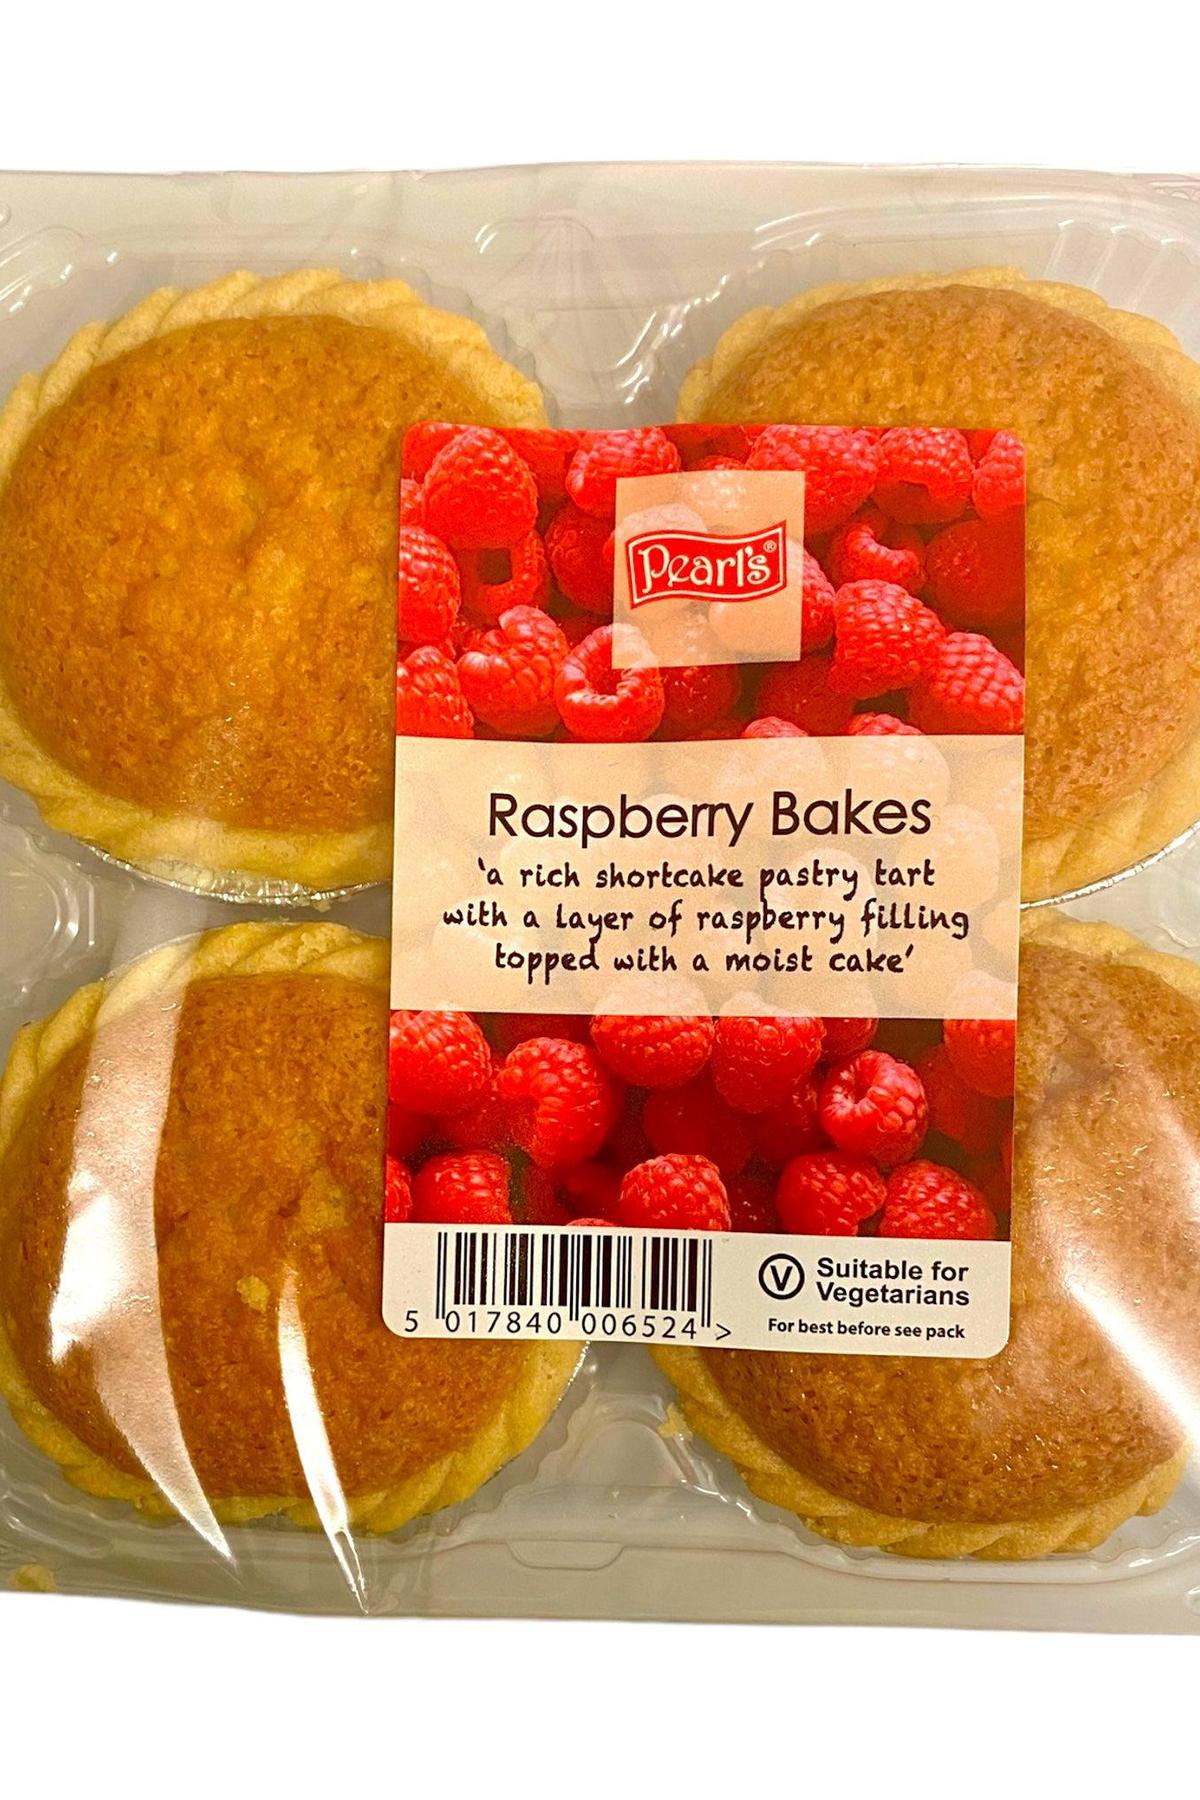 Pearl's®
Raspberry Bakes
‘a rich shortcake pastry tart
with a layer of raspberry filling
topped with a moist cake’
V Suitable for
Vegetarians
For best before see pack
5 017840 006524 >